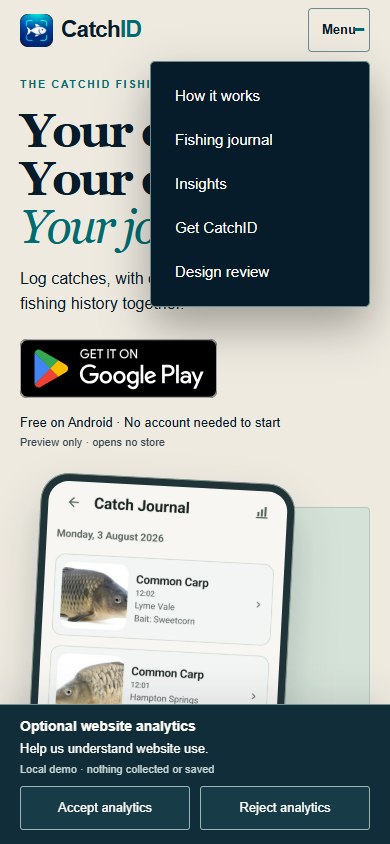 CatchID
Menu
THE CATCHID FISHI
How it works
Your
Fishing journal
Your
Insights
Your jo
Get CatchID
Log catches, with
Design review
fishing history together.
GET IT ON
Google Play
Free on Android · No account needed to start
Preview only · opens no store
Catch Journal
Monday, 3 August 2026
Common Carp
12:02
Lyme Vale
Bait: Sweetcorn
Common Carp
12:01
Hampton Springs
Optional website analytics
Help us understand website use.
Local demo · nothing collected or saved
Accept analytics
Reject analytics